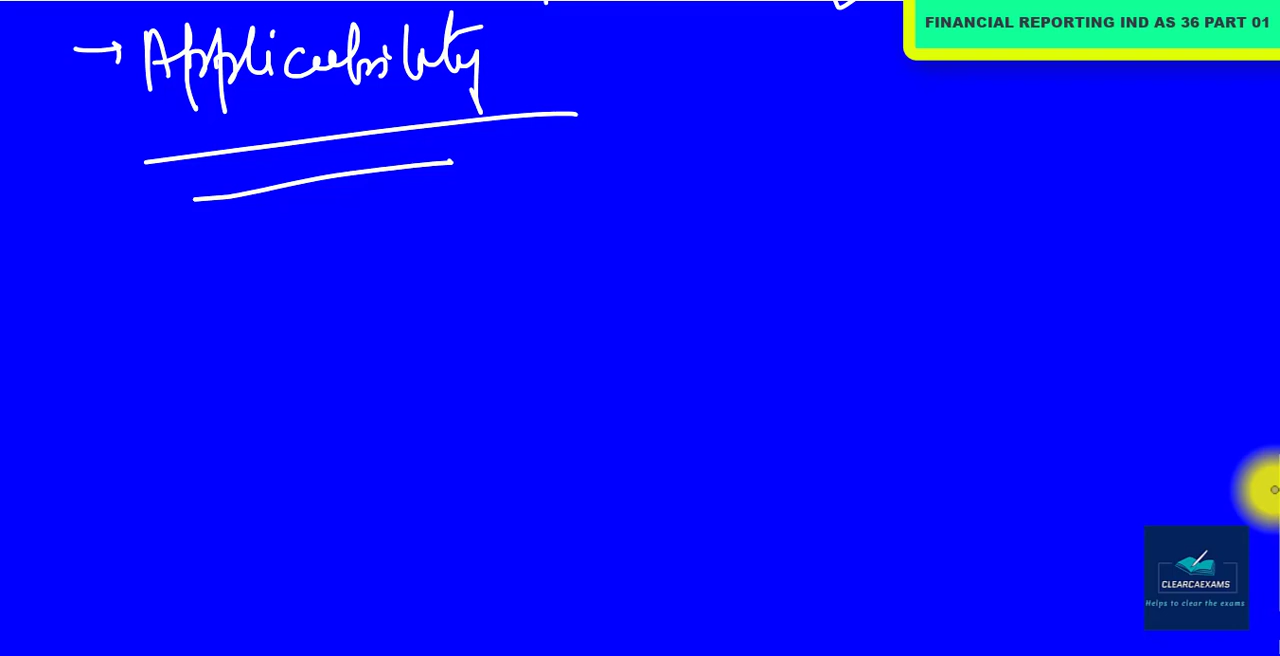 FINANCIAL REPORTING IND AS 36 PART 01
→ Applicability
CLEARCAEXAMS
Helps to clear the exams